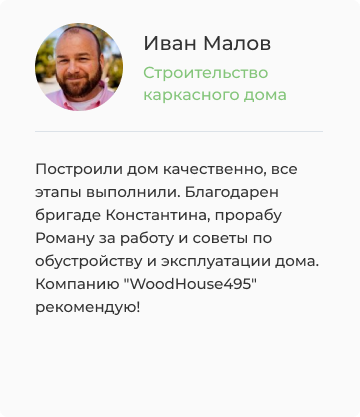 Иван Малов
Строительство
каркасного дома
Построили дом качественно, все
этапы выполнили. Благодарен
бригаде Константина, прорабу
Роману за работу и советы по
обустройству и эксплуатации дома.
Компанию "WoodHouse495"
рекомендую!